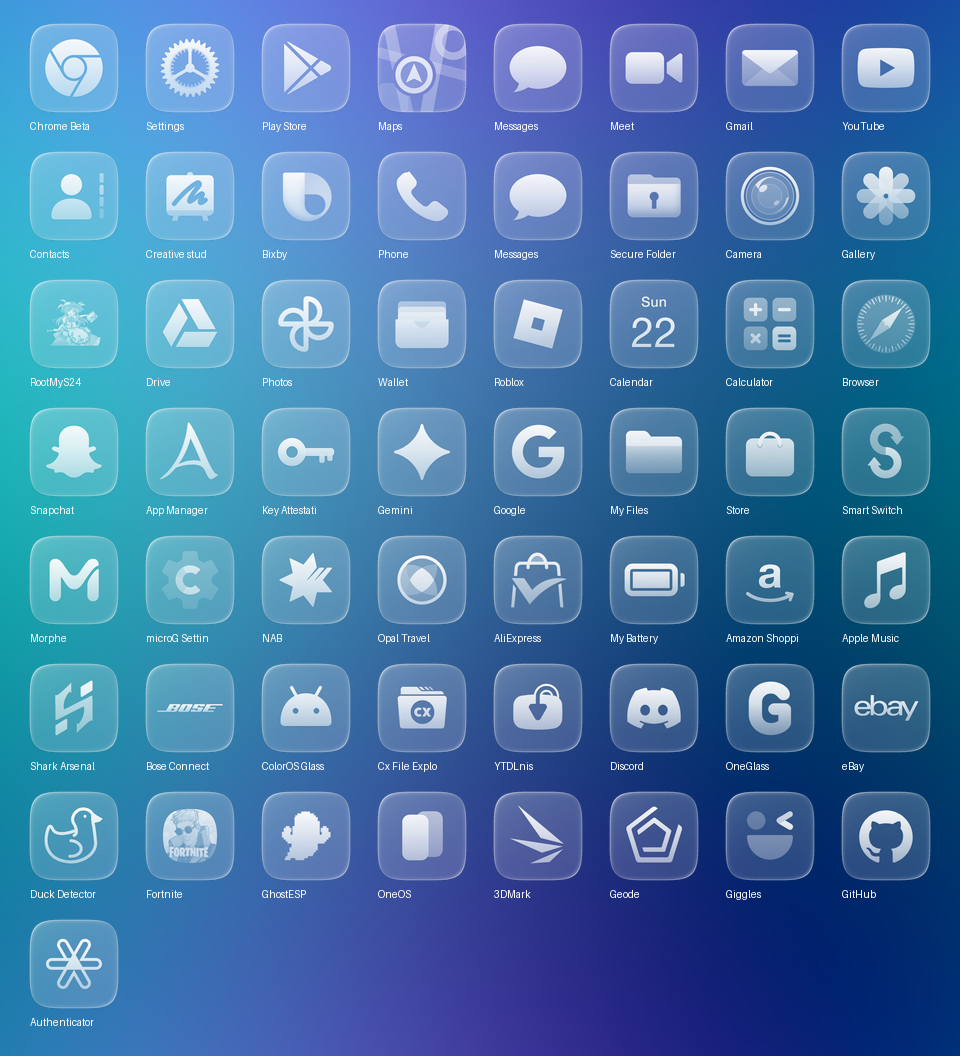 Chrome Beta Settings Play Store Maps Messages Meet Gmail YouTube
Contacts Creative stud Bixby Phone Messages Secure Folder Camera Gallery
Sun
22
RootMyS24 Drive Photos Wallet Roblox Calendar Calculator Browser
G
Snapchat App Manager Key Attestati Gemini Google My Files Store Smart Switch
C a
Morphe microG Settin NAB Opal Travel AliExpress My Battery Amazon Shoppi Apple Music
BOSE CX G ebay
Shark Arsenal Bose Connect ColorOS Glass Cx File Explo YTDLnis Discord OneGlass eBay
FORTNITE
Duck Detector Fortnite GhostESP OneOS 3DMark Geode Giggles GitHub
Authenticator